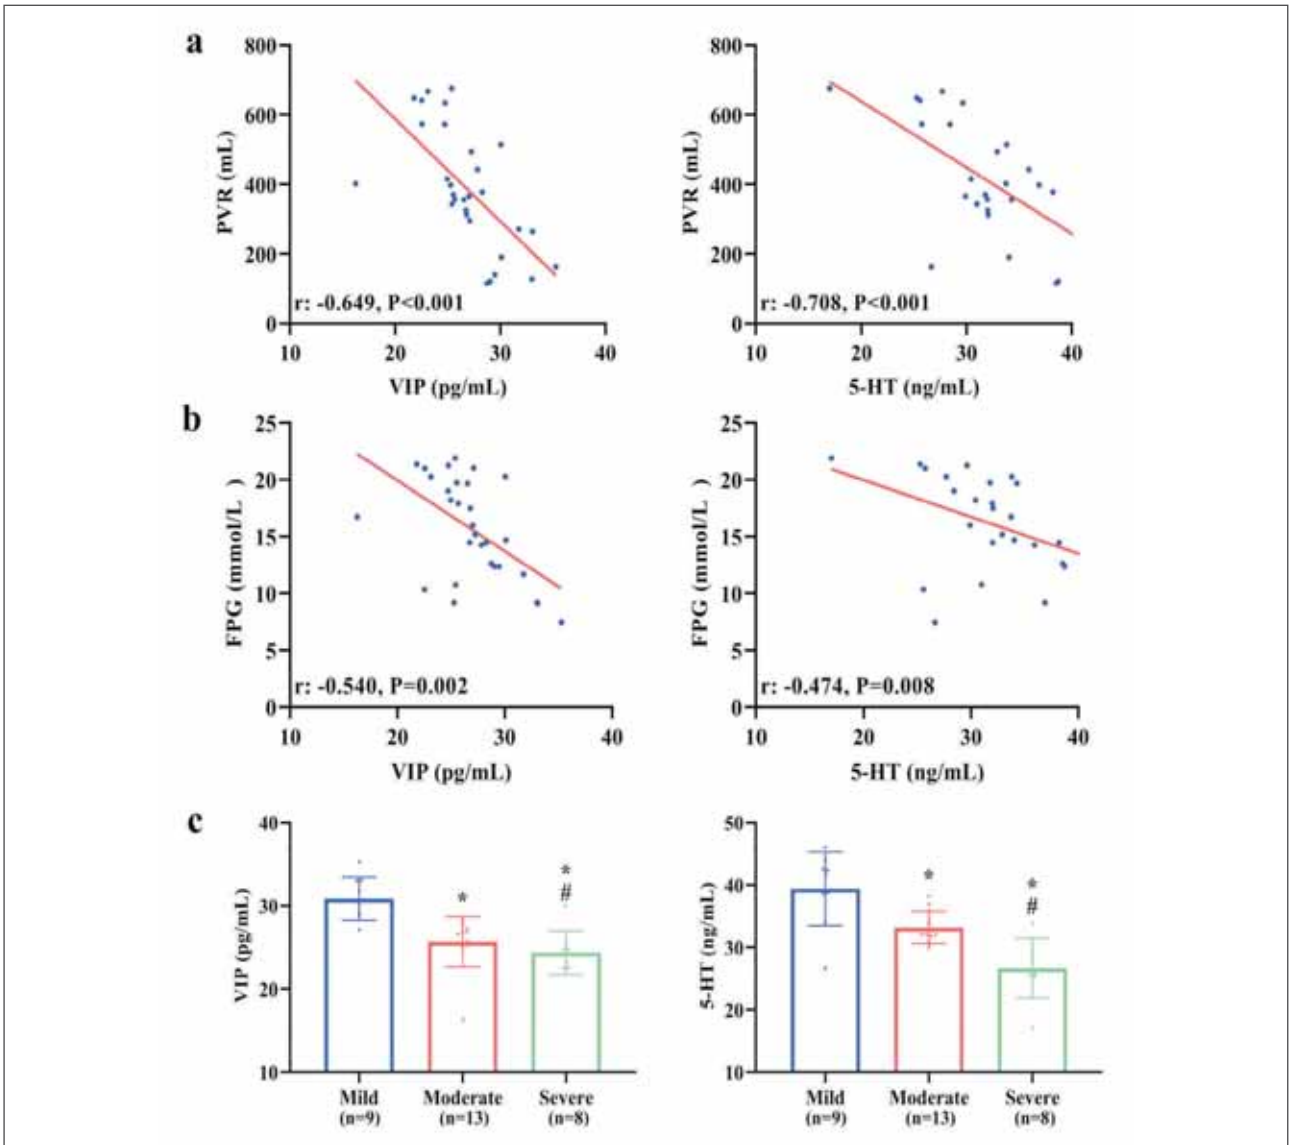 a
800
600
400
200
0
PVR (mL)
r: -0.649, P<0.001
10 20 30 40
VIP (pg/mL)
800
600
400
200
0
PVR (mL)
r: -0.708, P<0.001
10 20 30 40
5-HT (ng/mL)
b
25
20
15
10
5
0
FPG (mmol/L )
r: -0.540, P=0.002
10 20 30 40
VIP (pg/mL)
25
20
15
10
5
0
FPG (mmol/L )
r: -0.474, P=0.008
10 20 30 40
5-HT (ng/mL)
c
40
30
20
10
VIP (pg/mL)
*
*
#
Mild Moderate Severe
(n=9) (n=13) (n=8)
50
40
30
20
10
5-HT (ng/mL)
*
*
#
Mild Moderate Severe
(n=9) (n=13) (n=8)